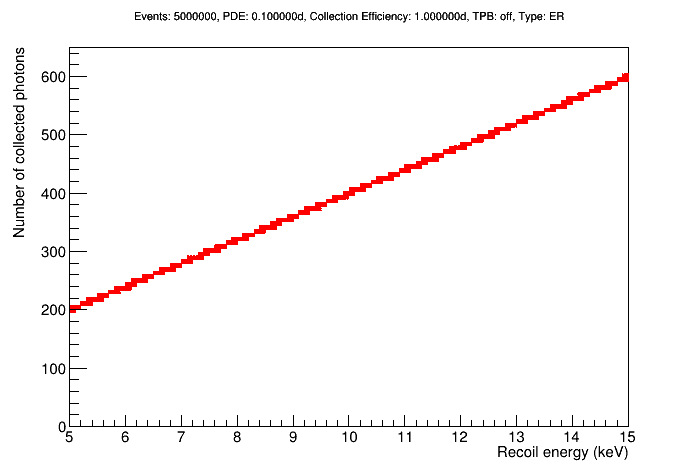 Events: 5000000, PDE: 0.100000d, Collection Efficiency: 1.000000d, TPB: off, Type: ER
Number of collected photons
600
500
400
300
200
100
0
5 6 7 8 9 10 11 12 13 14 15
Recoil energy (keV)